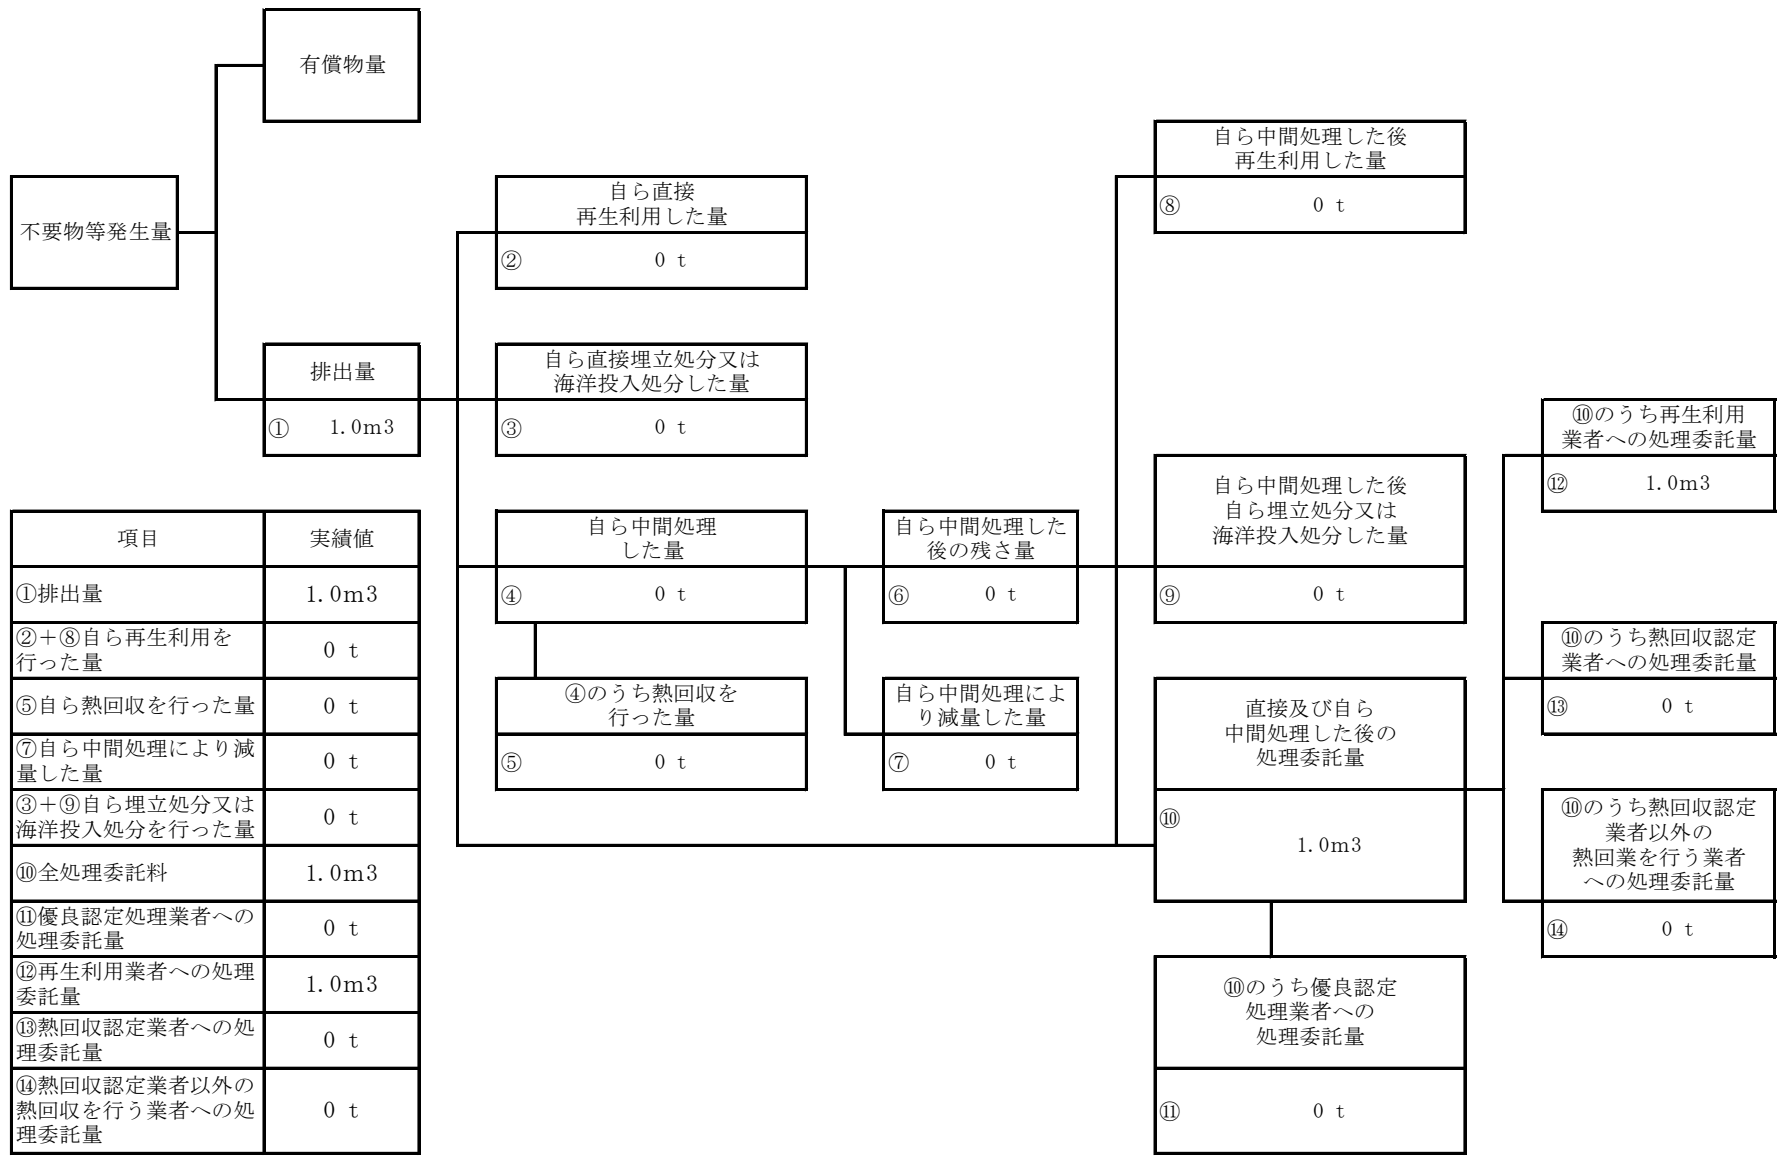 有償物量
不要物等発生量
排出量
① 1.0m3
自ら直接
再生利用した量
② 0 t
自ら直接埋立処分又は
海洋投入処分した量
③ 0 t
自ら中間処理
した量
④ 0 t
④のうち熱回収を
行った量
⑤ 0 t
自ら中間処理した
後の残さ量
⑥ 0 t
自ら中間処理によ
り減量した量
⑦ 0 t
自ら中間処理した後
再生利用した量
⑧ 0 t
自ら中間処理した後
自ら埋立処分又は
海洋投入処分した量
⑨ 0 t
直接及び自ら
中間処理した後の
処理委託量
⑩
1.0m3
⑩のうち優良認定
処理業者への
処理委託量
⑪ 0 t
⑩のうち再生利用
業者への処理委託量
⑫ 1.0m3
⑩のうち熱回収認定
業者への処理委託量
⑬ 0 t
⑩のうち熱回収認定
業者以外の
熱回業を行う業者
への処理委託量
⑭ 0 t
項目 実績値
①排出量 1.0m3
②＋⑧自ら再生利用を
行った量 0 t
⑤自ら熱回収を行った量 0 t
⑦自ら中間処理により減
量した量 0 t
③＋⑨自ら埋立処分又は
海洋投入処分を行った量 0 t
⑩全処理委託料 1.0m3
⑪優良認定処理業者への
処理委託量 0 t
⑫再生利用業者への処理
委託量 1.0m3
⑬熱回収認定業者への処
理委託量 0 t
⑭熱回収認定業者以外の
熱回収を行う業者への処
理委託量 0 t